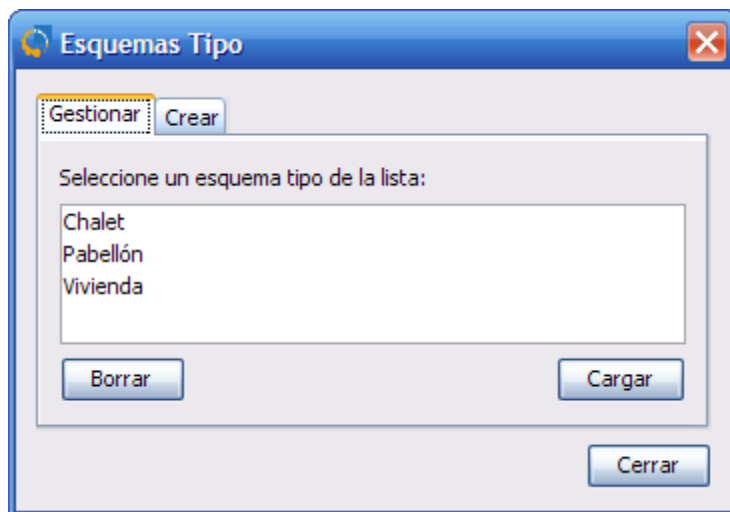 Esquemas Tipo
Gestionar Crear
Seleccione un esquema tipo de la lista:
Chalet
Pabellón
Vivienda
Borrar Cargar
Cerrar